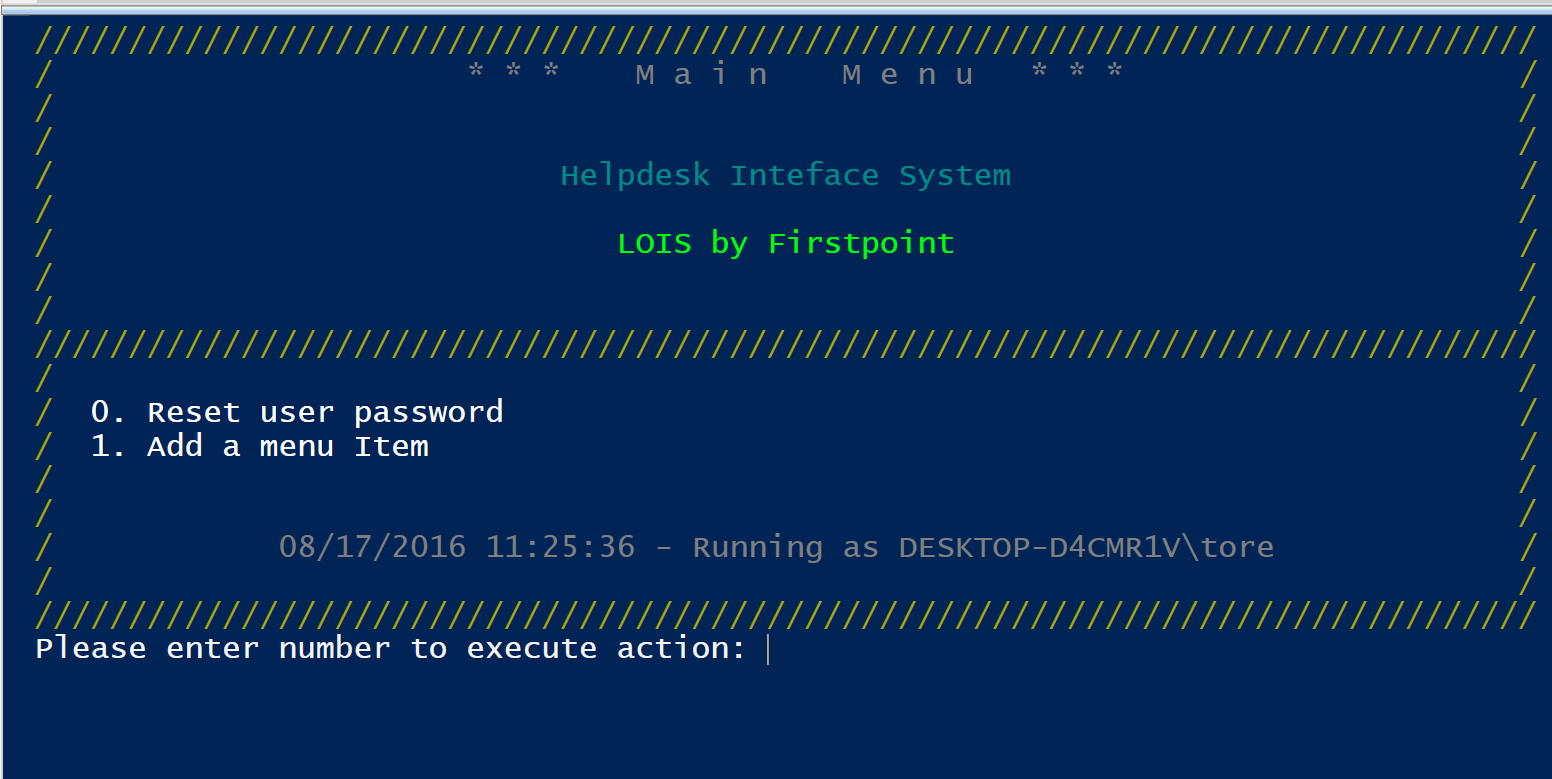 ////////////////////////////////////////////////////////////////////////////////
/ * * * M a i n M e n u * * * /
/ /
/ /
/ Helpdesk Inteface System /
/ /
/ LOIS by Firstpoint /
/ /
/ /
////////////////////////////////////////////////////////////////////////////////
/ /
/ 0. Reset user password /
/ 1. Add a menu Item /
/ /
/ /
/ 08/17/2016 11:25:36 - Running as DESKTOP-D4CMR1V\tore /
/ /
////////////////////////////////////////////////////////////////////////////////
Please enter number to execute action: